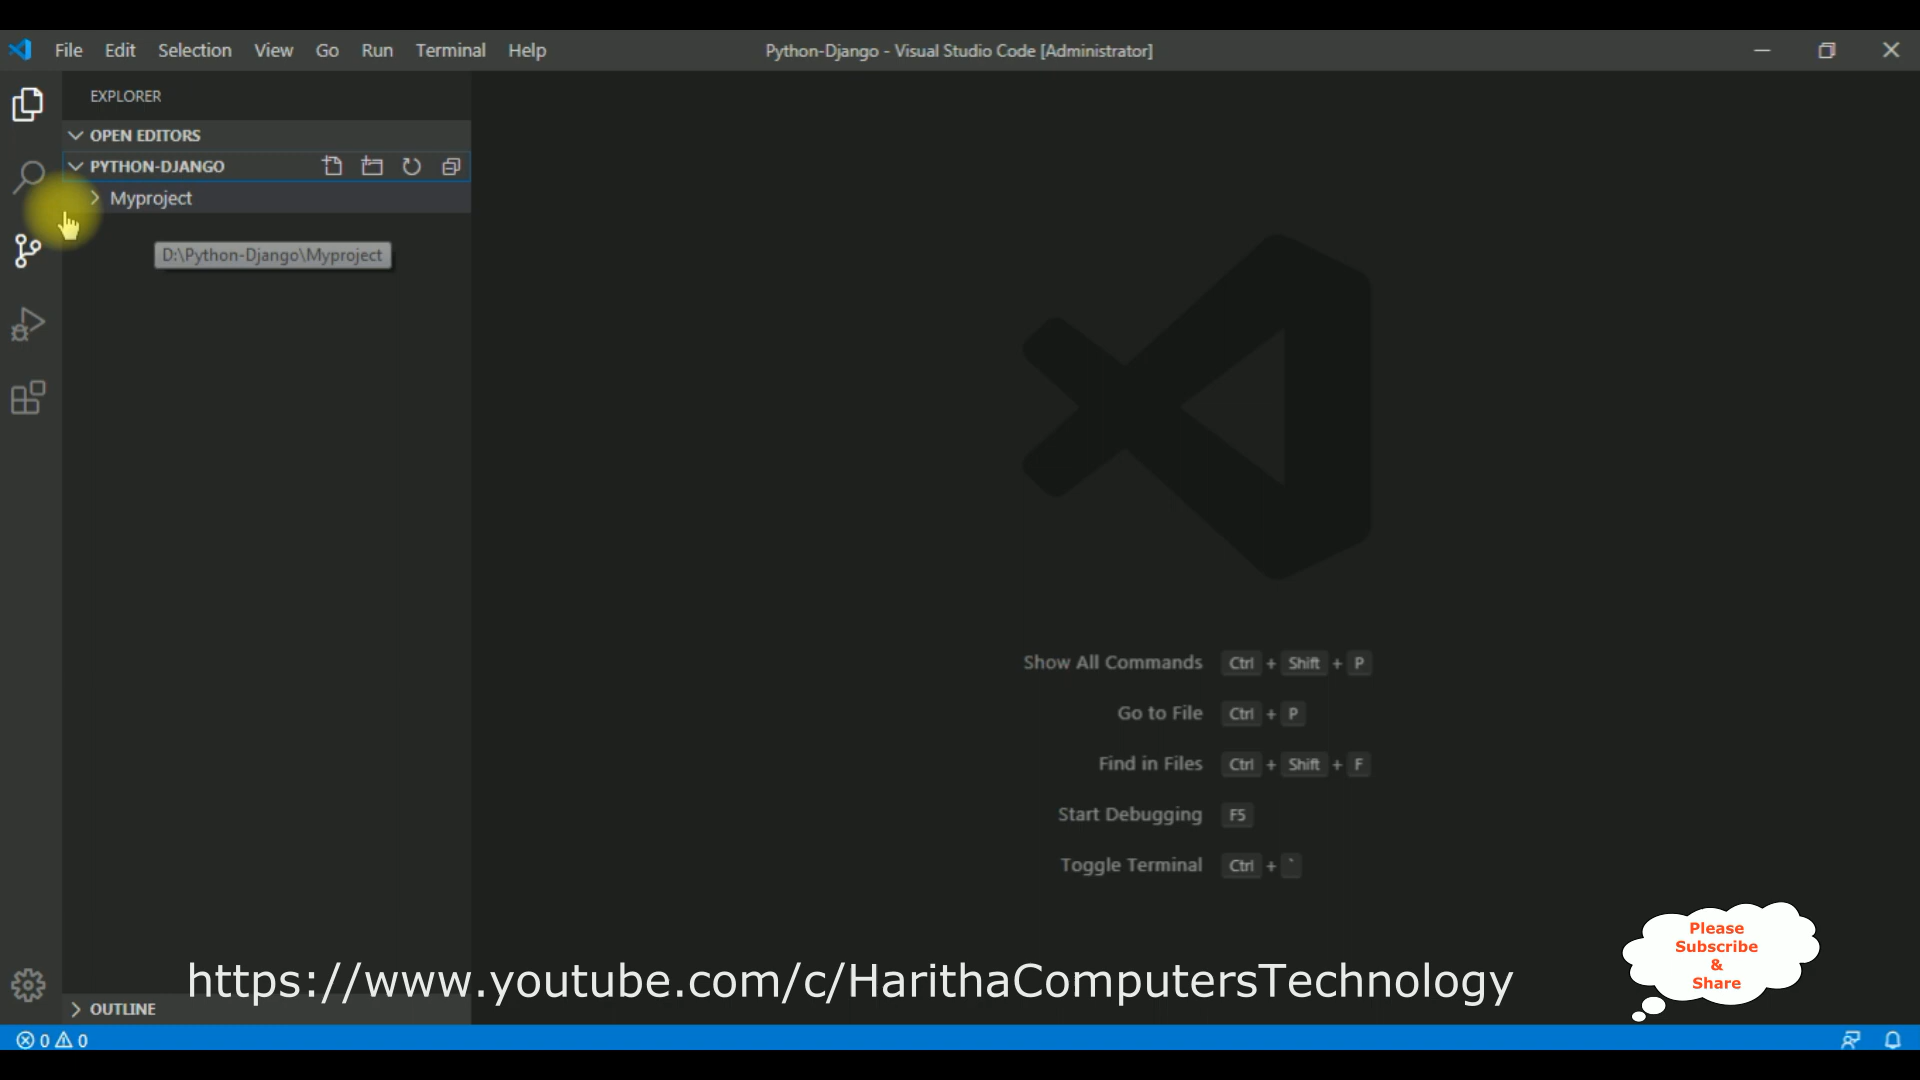 File Edit Selection View Go Run Terminal Help
Python-Django - Visual Studio Code [Administrator]
EXPLORER
OPEN EDITORS
PYTHON-DJANGO
Myproject
D:\Python-Django\Myproject
Show All Commands Ctrl + Shift + P
Go to File Ctrl + P
Find in Files Ctrl + Shift + F
Start Debugging F5
Toggle Terminal Ctrl + `
Please
Subscribe
&
Share
https://www.youtube.com/c/HarithaComputersTechnology
OUTLINE
0 0